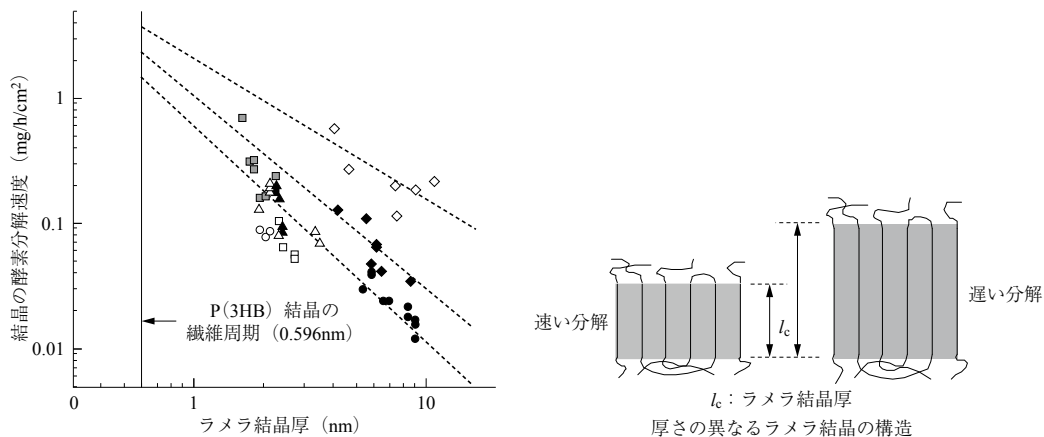 結晶の酵素分解速度（mg/h/cm²）
1
0.1
0.01
0
P(3HB) 結晶の
繊維周期（0.596nm）
0
1
10
ラメラ結晶厚（nm）
速い分解
lc
遅い分解
lc：ラメラ結晶厚
厚さの異なるラメラ結晶の構造